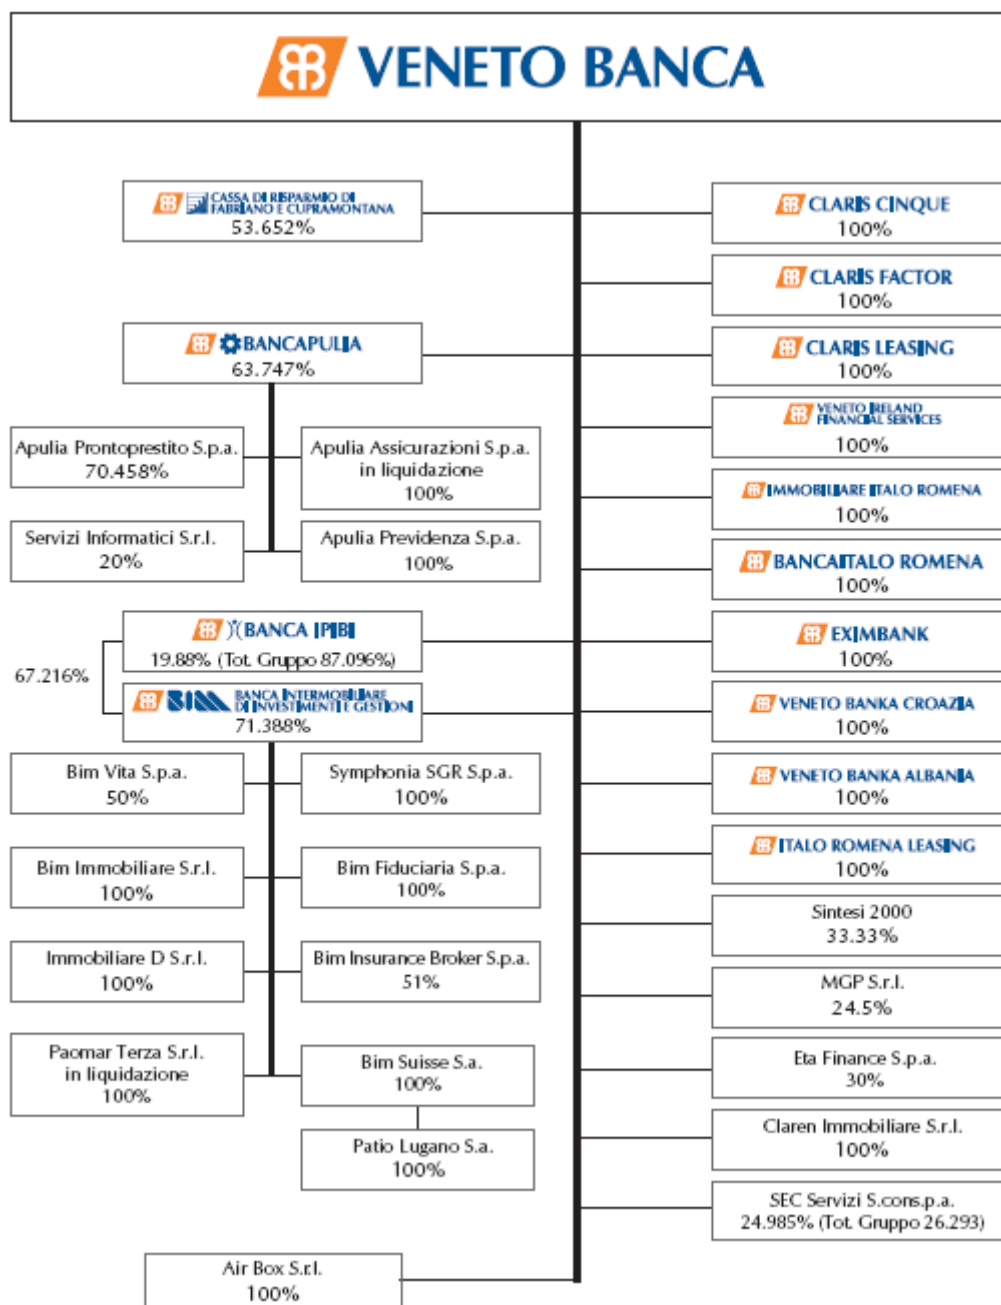 VENETO BANCA
CASSA DI RISPARMIO DI
FABRIANO E CUPRAMONTANA
53.652%
BANCAPULIA
63.747%
Apulia Prontoprestito S.p.a.
70.458%
Apulia Assicurazioni S.p.a.
in liquidazione
100%
Servizi Informatici S.r.l.
20%
Apulia Previdenza S.p.a.
100%
BANCA IPIBI
19.88% (Tot. Gruppo 87.096%)
67.216%
BIM BANCA INTERMOBILIARE
DI INVESTIMENTI E GESTIONI
71.388%
Bim Vita S.p.a.
50%
Symphonia SGR S.p.a.
100%
Bim Immobiliare S.r.l.
100%
Bim Fiduciaria S.p.a.
100%
Immobiliare D S.r.l.
100%
Bim Insurance Broker S.p.a.
51%
Paomar Terza S.r.l.
in liquidazione
100%
Bim Suisse S.a.
100%
Patio Lugano S.a.
100%
Air Box S.r.l.
100%
CLARIS CINQUE
100%
CLARIS FACTOR
100%
CLARIS LEASING
100%
VENETO IRELAND
FINANCIAL SERVICES
100%
IMMOBILIARE ITALO ROMENA
100%
BANCA ITALO ROMENA
100%
EXIMBANK
100%
VENETO BANKA CROAZIA
100%
VENETO BANKA ALBANIA
100%
ITALO ROMENA LEASING
100%
Sintesi 2000
33.33%
MGP S.r.l.
24.5%
Eta Finance S.p.a.
30%
Claren Immobiliare S.r.l.
100%
SEC Servizi S.cons.p.a.
24.985% (Tot. Gruppo 26.293)